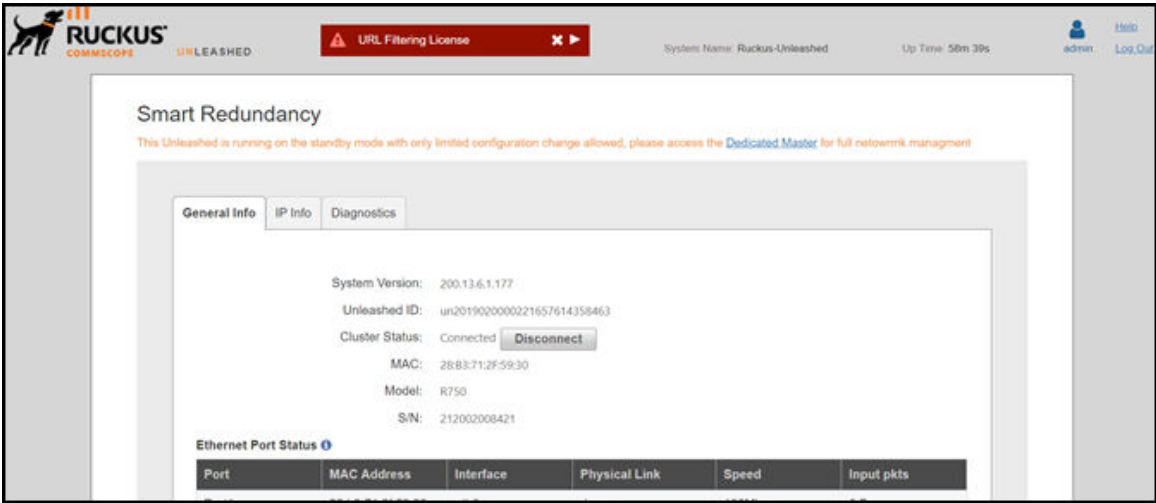 RUCKUS
COMMSCOPE
UNLEASHED
URL Filtering License
System Name: Ruckus-Unleashed
Up Time: 58m 39s
admin
Help
Log Out
Smart Redundancy
This Unleashed is running on the standby mode with only limited configuration change allowed, please access the Dedicated Master for full netowrmk managment
General Info IP Info Diagnostics
System Version: 200.13.6.1.177
Unleashed ID: un2019020000221657614358463
Cluster Status: Connected Disconnect
MAC: 28:B3:71:2F:59:30
Model: R750
S/N: 212002008421
Ethernet Port Status
Port MAC Address Interface Physical Link Speed Input pkts